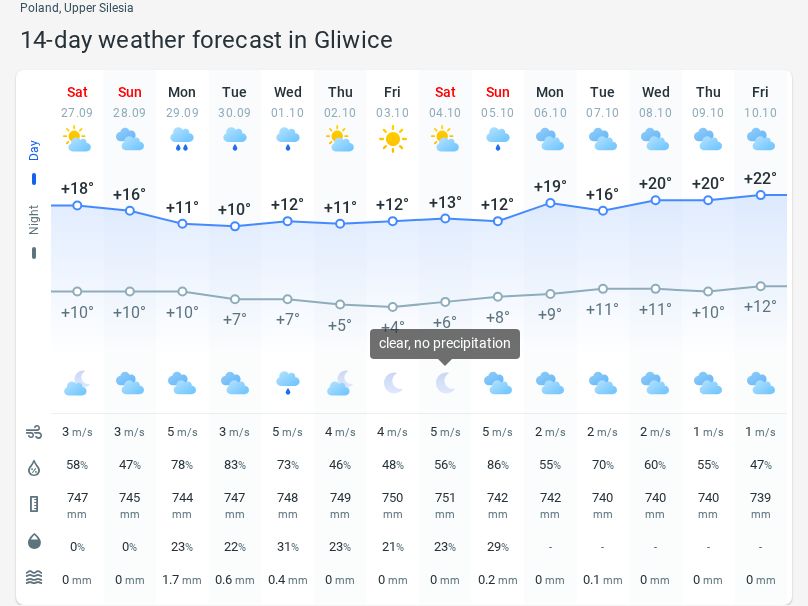 Poland, Upper Silesia
14-day weather forecast in Gliwice
Sat Sun Mon Tue Wed Thu Fri Sat Sun Mon Tue Wed Thu Fri
27.09 28.09 29.09 30.09 01.10 02.10 03.10 04.10 05.10 06.10 07.10 08.10 09.10 10.10
Day
+18° +16° +11° +10° +12° +11° +12° +13° +12° +19° +16° +20° +20° +22°
Night
+10° +10° +10° +7° +7° +5° +4° +6° +8° +9° +11° +11° +10° +12°
clear, no precipitation
3 m/s 3 m/s 5 m/s 3 m/s 5 m/s 4 m/s 4 m/s 5 m/s 5 m/s 2 m/s 2 m/s 2 m/s 1 m/s 1 m/s
58% 47% 78% 83% 73% 46% 48% 56% 86% 55% 70% 60% 55% 47%
747 745 744 747 748 749 750 751 742 742 740 740 740 739
mm mm mm mm mm mm mm mm mm mm mm mm mm mm
0% 0% 23% 22% 31% 23% 21% 23% 29% - - - - -
0 mm 0 mm 1.7 mm 0.6 mm 0.4 mm 0 mm 0 mm 0 mm 0.2 mm 0 mm 0.1 mm 0 mm 0 mm 0 mm